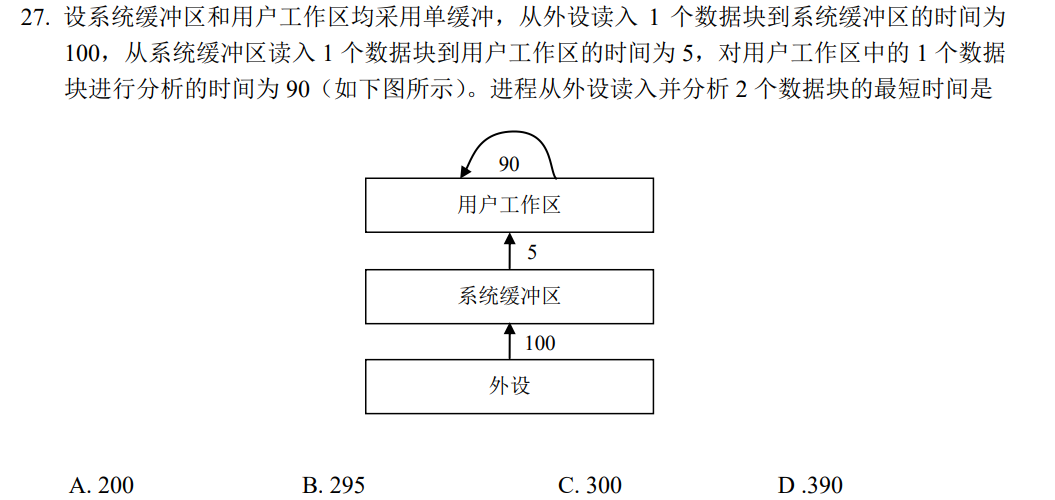 27. 设系统缓冲区和用户工作区均采用单缓冲，从外设读入 1 个数据块到系统缓冲区的时间为
100，从系统缓冲区读入 1 个数据块到用户工作区的时间为 5，对用户工作区中的 1 个数据
块进行分析的时间为 90（如下图所示）。进程从外设读入并分析 2 个数据块的最短时间是
90
用户工作区
5
系统缓冲区
100
外设
A. 200 B. 295 C. 300 D .390